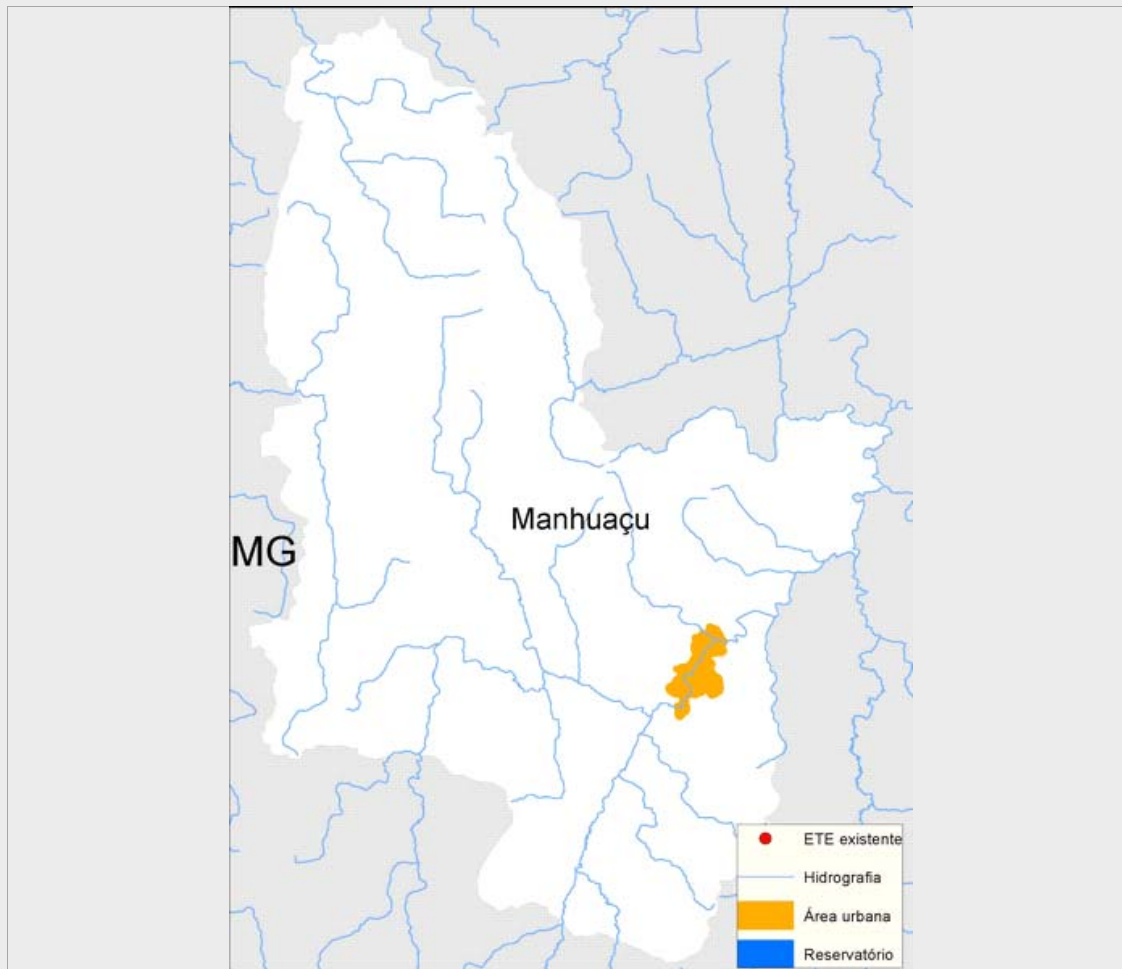 Manhuaçu
MG
ETE existente
Hidrografia
Área urbana
Reservatório